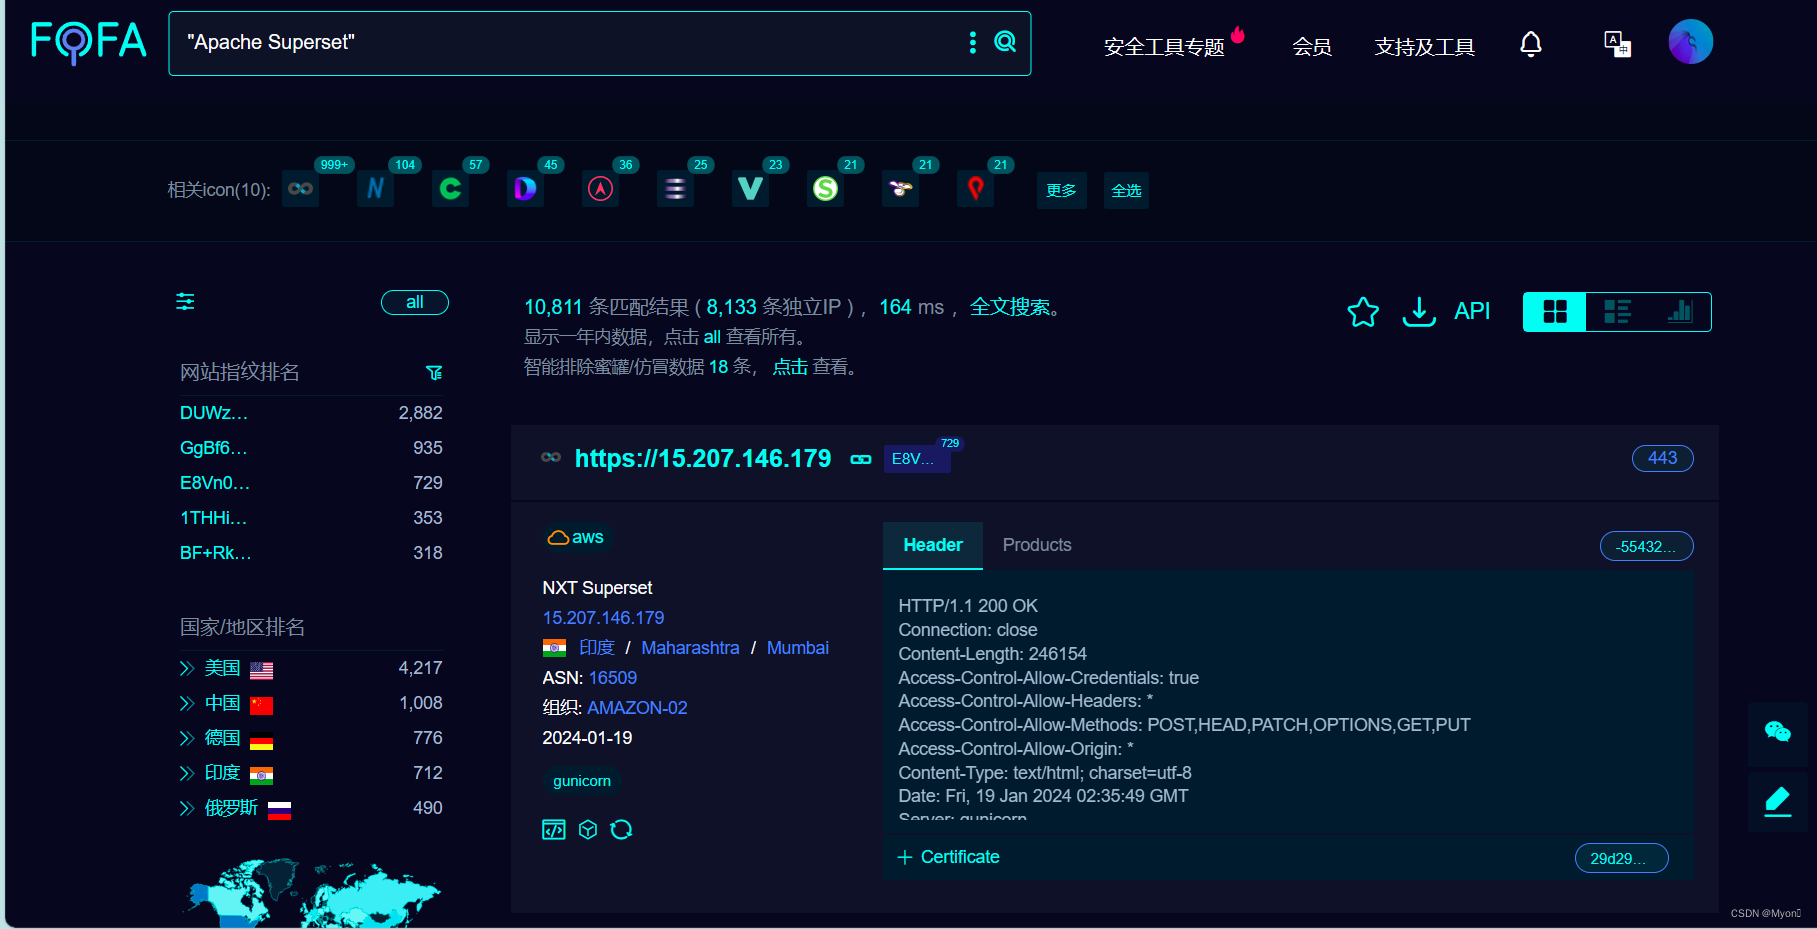 FOFA
"Apache Superset"
安全工具专题
会员
支持及工具
相关icon(10):
999+
104
57
45
36
25
23
21
21
21
更多
全选
all
10,811 条匹配结果 ( 8,133 条独立IP ) ，164 ms ，全文搜索。
显示一年内数据，点击 all 查看所有。
智能排除蜜罐/仿冒数据 18 条， 点击 查看。
API
网站指纹排名
DUWz... 2,882
GgBf6... 935
E8Vn0... 729
1THHi... 353
BF+Rk... 318
国家/地区排名
美国 4,217
中国 1,008
德国 776
印度 712
俄罗斯 490
https://15.207.146.179
E8V...
729
443
aws
NXT Superset
15.207.146.179
印度 / Maharashtra / Mumbai
ASN: 16509
组织: AMAZON-02
2024-01-19
gunicorn
Header
Products
-55432...
HTTP/1.1 200 OK
Connection: close
Content-Length: 246154
Access-Control-Allow-Credentials: true
Access-Control-Allow-Headers: *
Access-Control-Allow-Methods: POST,HEAD,PATCH,OPTIONS,GET,PUT
Access-Control-Allow-Origin: *
Content-Type: text/html; charset=utf-8
Date: Fri, 19 Jan 2024 02:35:49 GMT
Server: gunicorn
+ Certificate
29d29...
CSDN @Myon